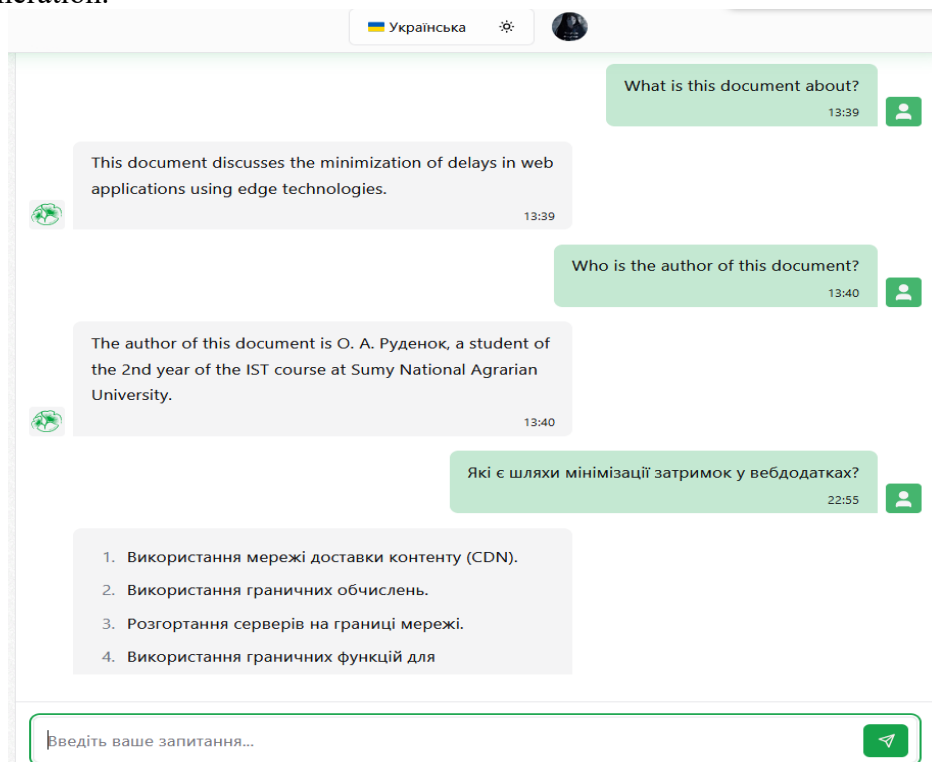 Українська
What is this document about?
13:39
This document discusses the minimization of delays in web
applications using edge technologies.
13:39
Who is the author of this document?
13:40
The author of this document is О. А. Руденок, a student of
the 2nd year of the IST course at Sumy National Agrarian
University.
13:40
Які є шляхи мінімізації затримок у вебдодатках?
22:55
1. Використання мережі доставки контенту (CDN).
2. Використання граничних обчислень.
3. Розгортання серверів на границі мережі.
4. Використання граничних функцій для
Введіть ваше запитання...